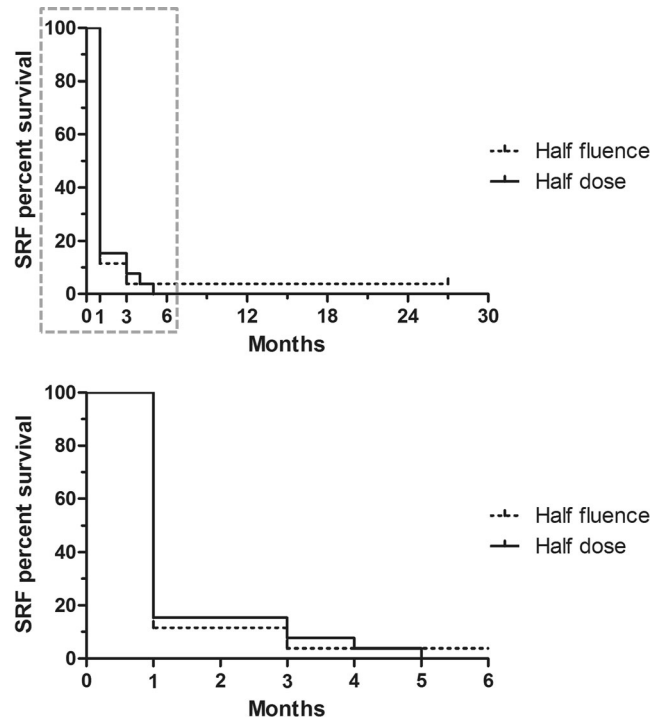 SRF percent survival
100
80
60
40
20
0
0 1 3 6 12 18 24 30
Months
Half fluence
Half dose
SRF percent survival
100
80
60
40
20
0
0 1 2 3 4 5 6
Months
Half fluence
Half dose